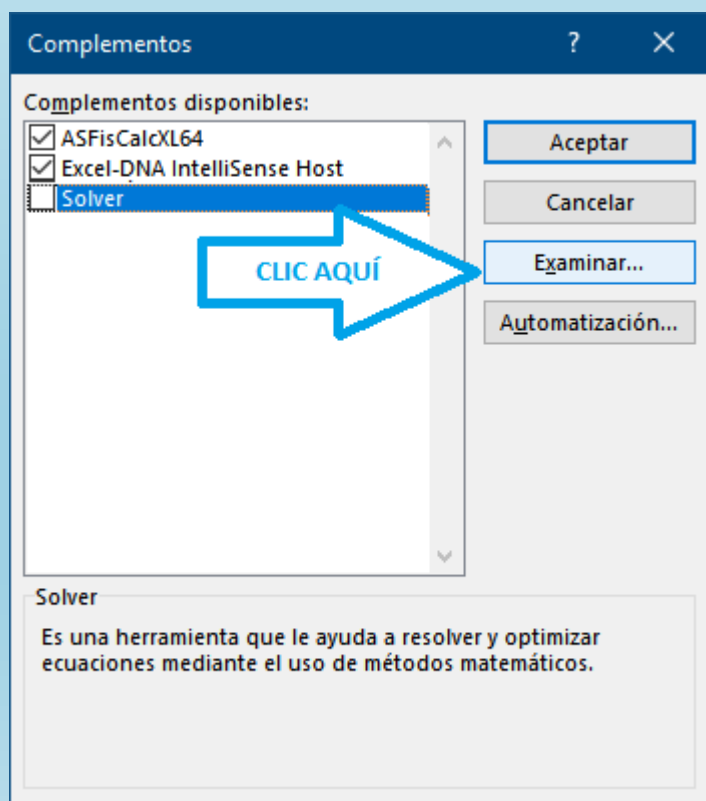 Complementos ?
Complementos disponibles:
ASFisCalcXL64
Excel-DNA IntelliSense Host
Solver
Aceptar
Cancelar
Examinar...
Automatización...
CLIC AQUÍ
Solver
Es una herramienta que le ayuda a resolver y optimizar
ecuaciones mediante el uso de métodos matemáticos.